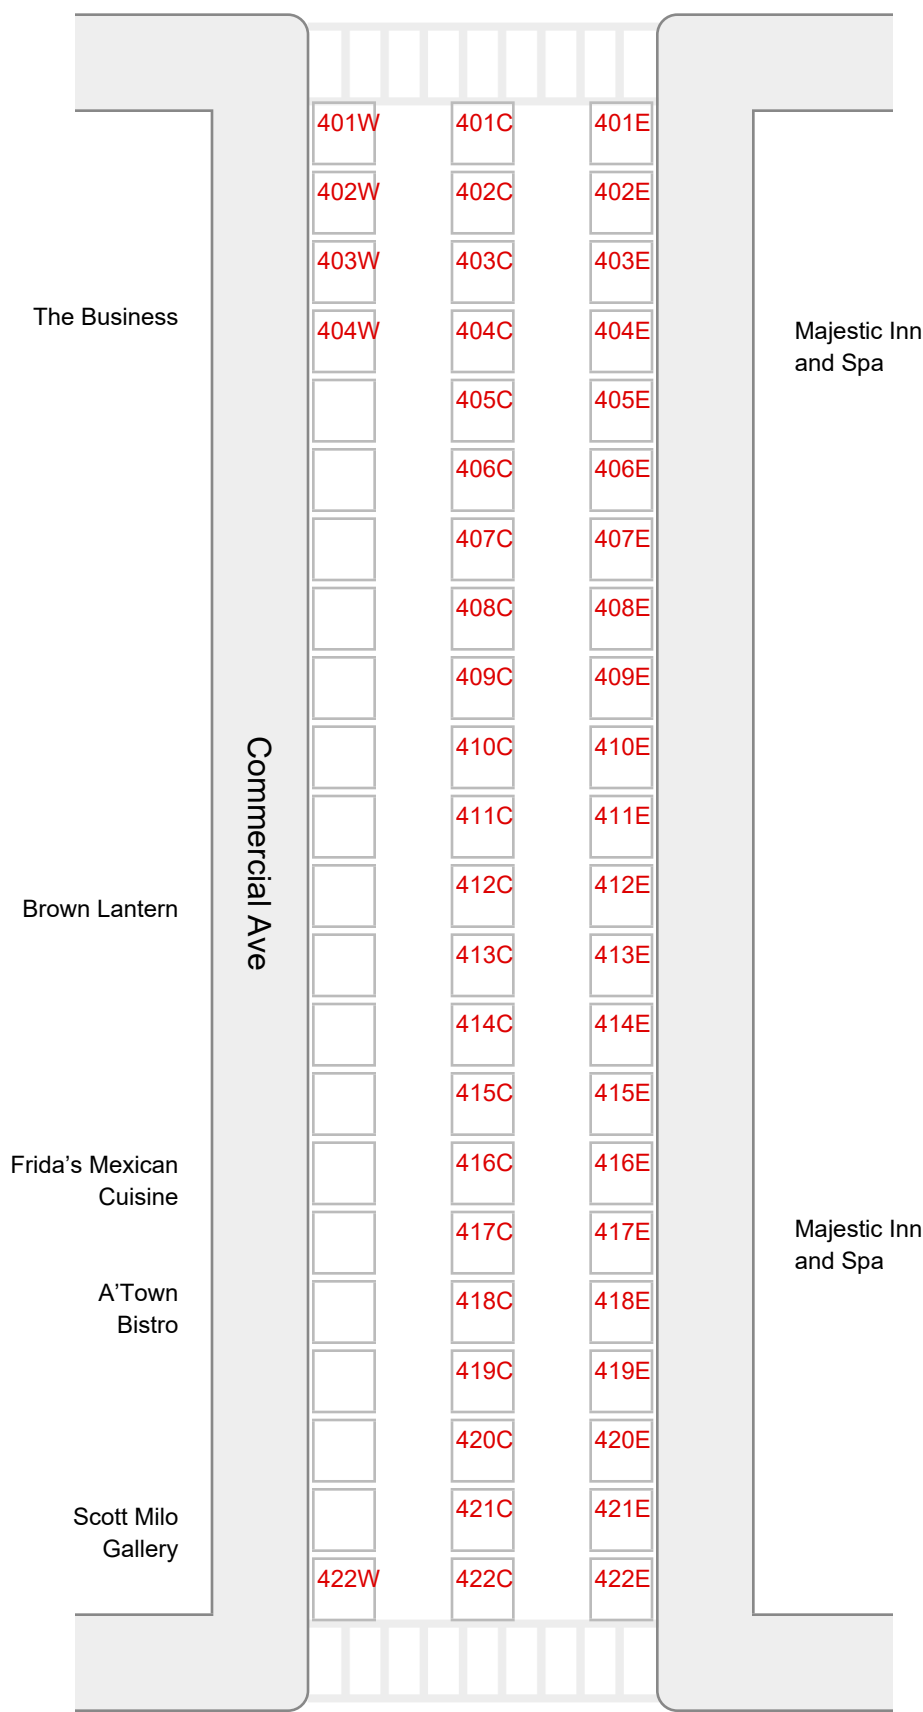 401W 401C 401E
402W 402C 402E
403W 403C 403E
The Business
404W 404C 404E
Majestic Inn
and Spa
405C 405E
406C 406E
407C 407E
408C 408E
409C 409E
410C 410E
Commercial Ave
411C 411E
412C 412E
Brown Lantern
413C 413E
414C 414E
415C 415E
416C 416E
Frida's Mexican
Cuisine
417C 417E
Majestic Inn
and Spa
A'Town
Bistro
418C 418E
419C 419E
420C 420E
421C 421E
Scott Milo
Gallery
422W 422C 422E